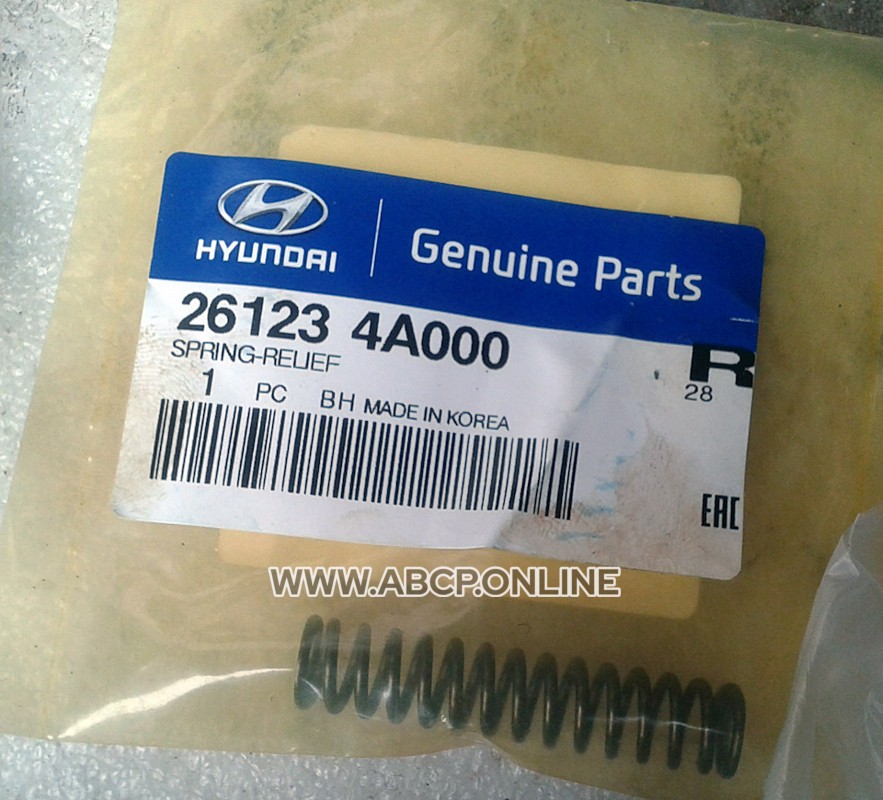 HYUNDAI
Genuine Parts
26123 4A000
SPRING-RELIEF
1 PC BH MADE IN KOREA
R
28
EAC
WWW.ABCP.ONLINE